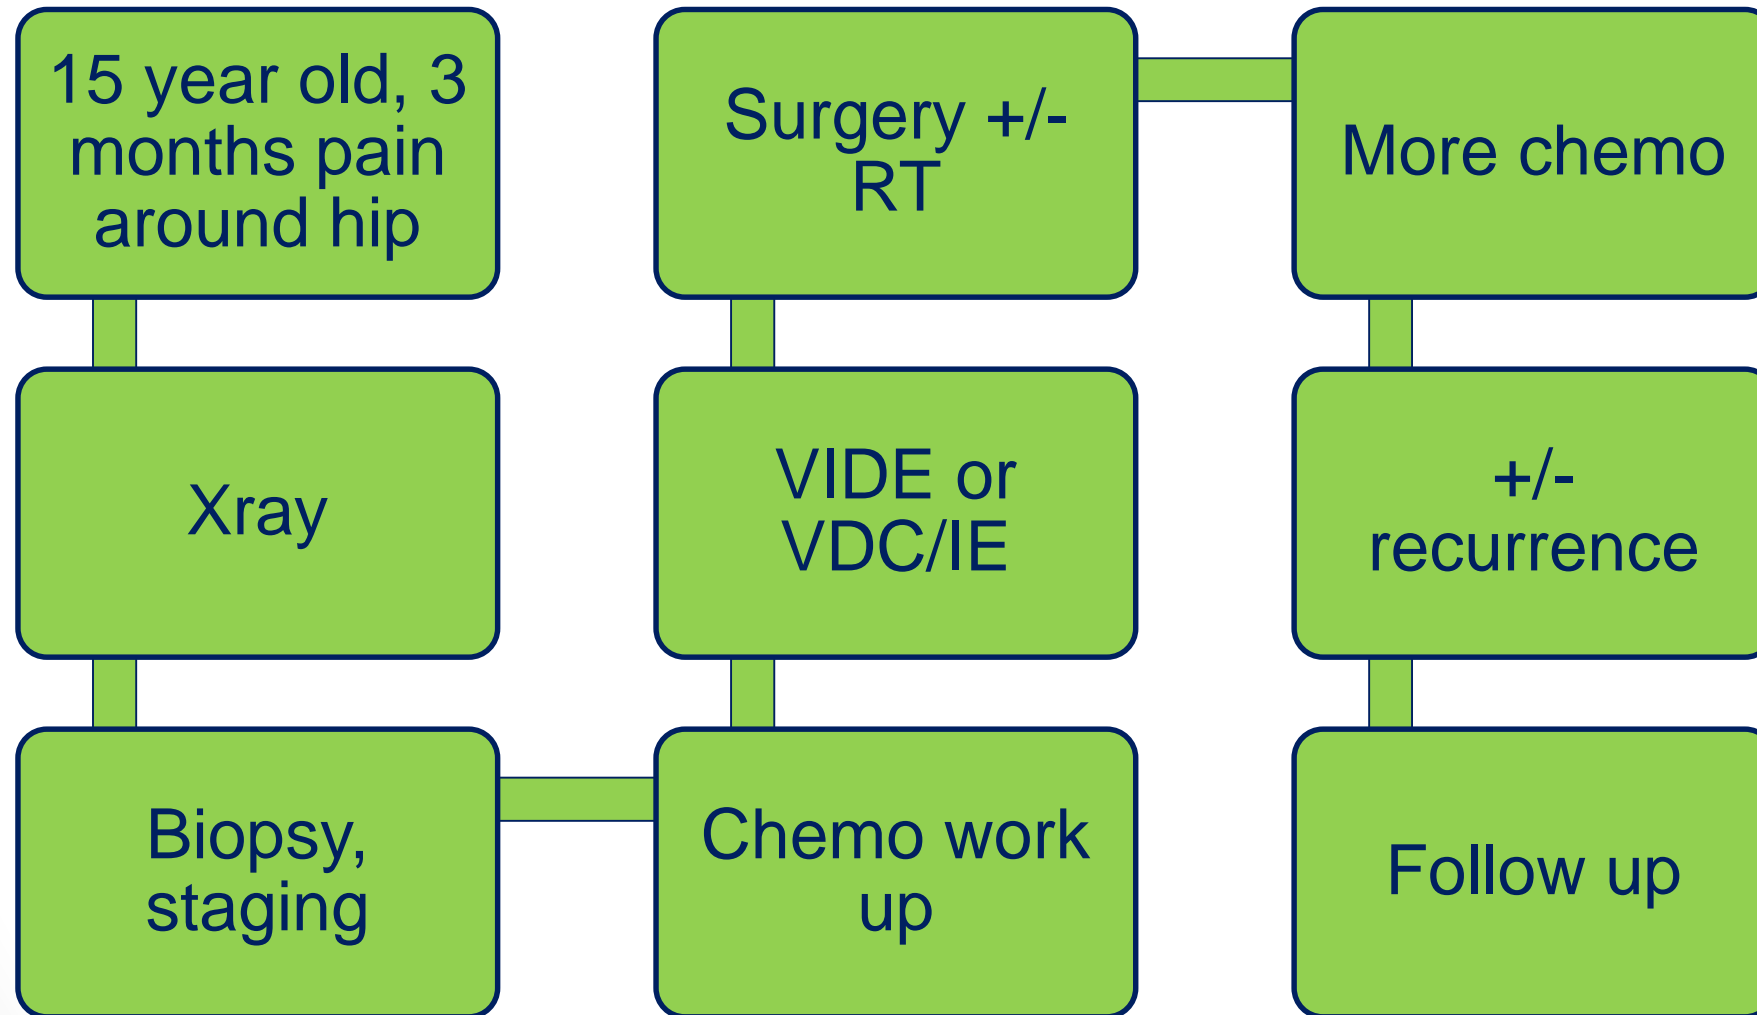 15 year old, 3
months pain
around hip
Xray
Biopsy,
staging
Chemo work
up
VIDE or
VDC/IE
Surgery +/-
RT
More chemo
+/-
recurrence
Follow up